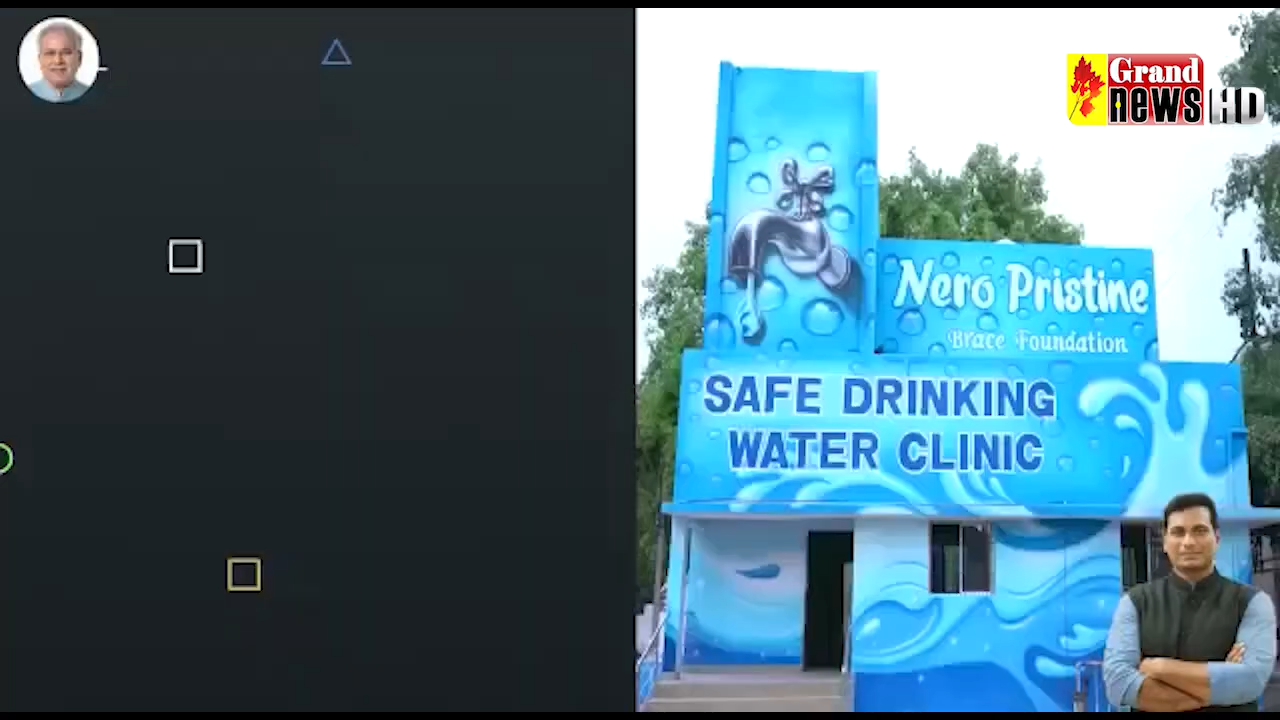 Grand
news HD
Nero Pristine
Brace Foundation
SAFE DRINKING
WATER CLINIC